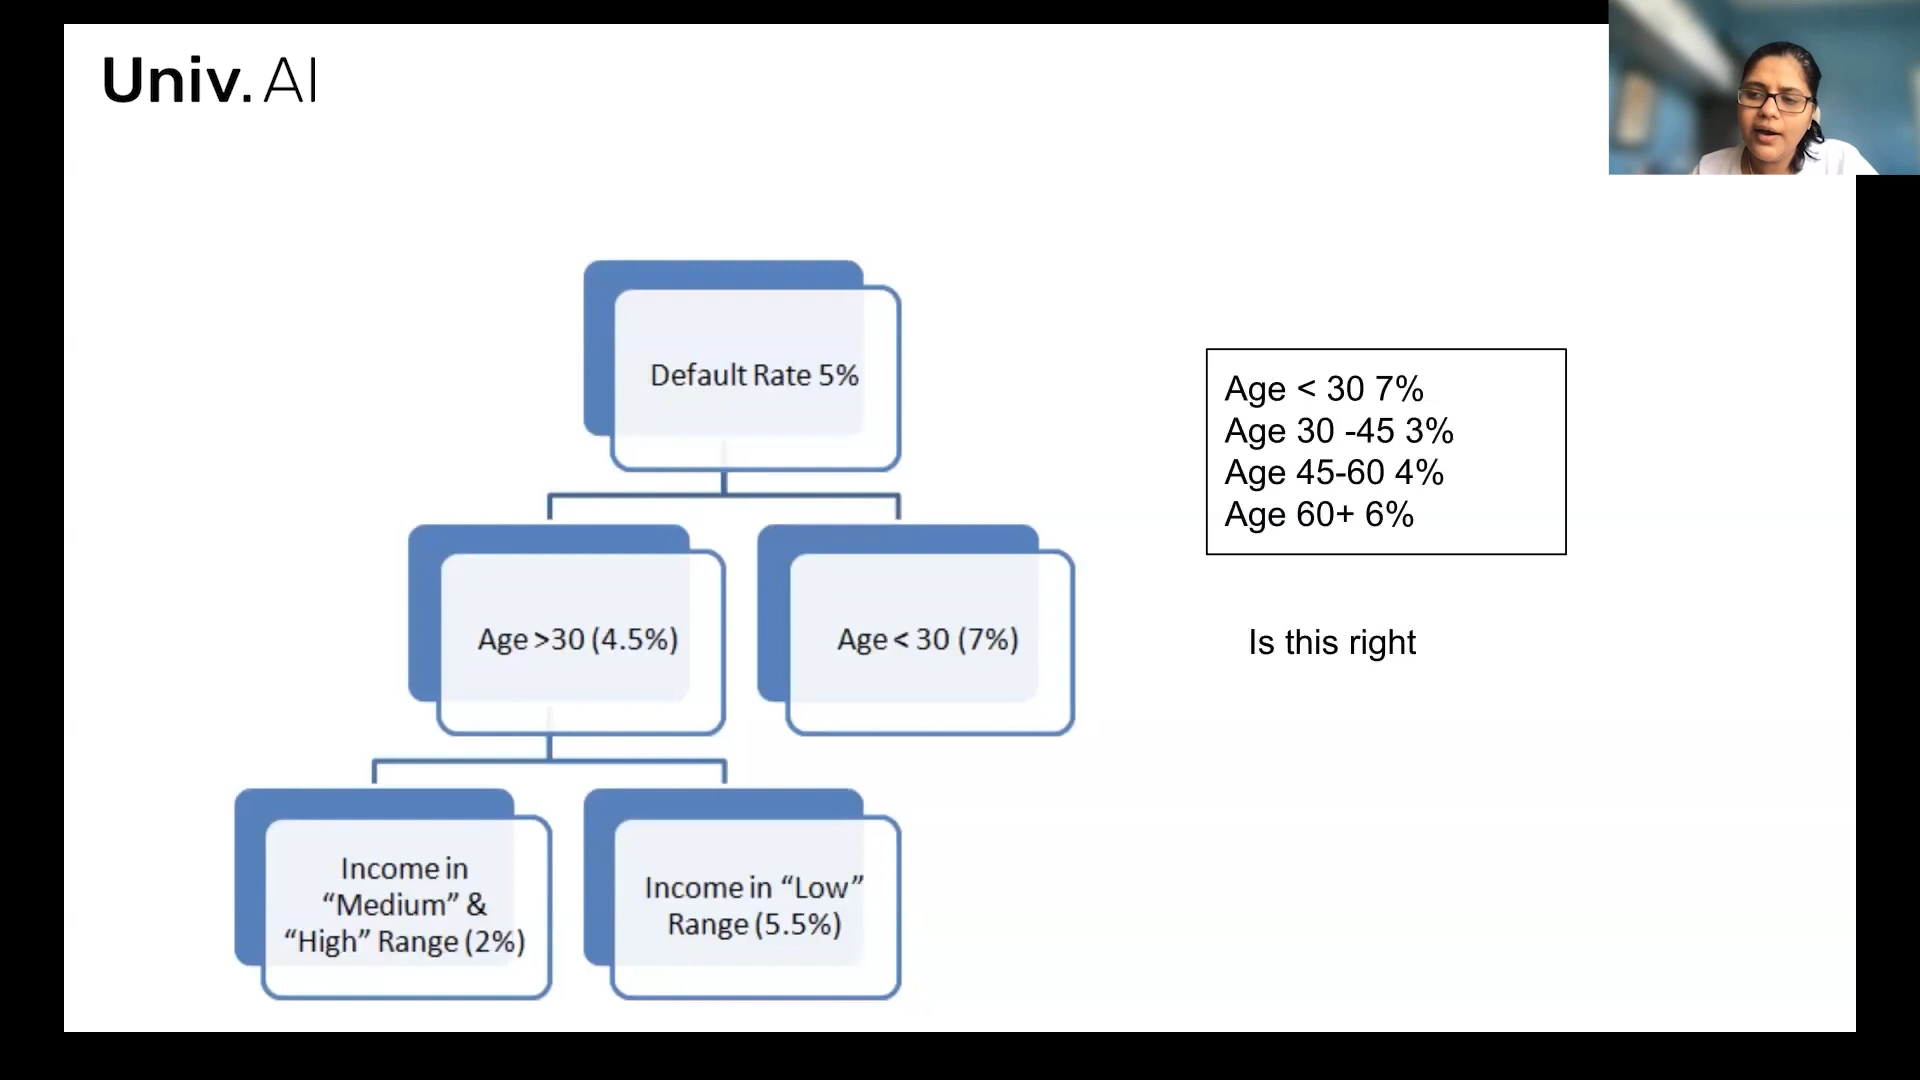 Univ.AI
Default Rate 5%
Age >30 (4.5%)
Age < 30 (7%)
Income in
“Medium” &
“High” Range (2%)
Income in “Low”
Range (5.5%)
Age < 30 7%
Age 30 -45 3%
Age 45-60 4%
Age 60+ 6%
Is this right